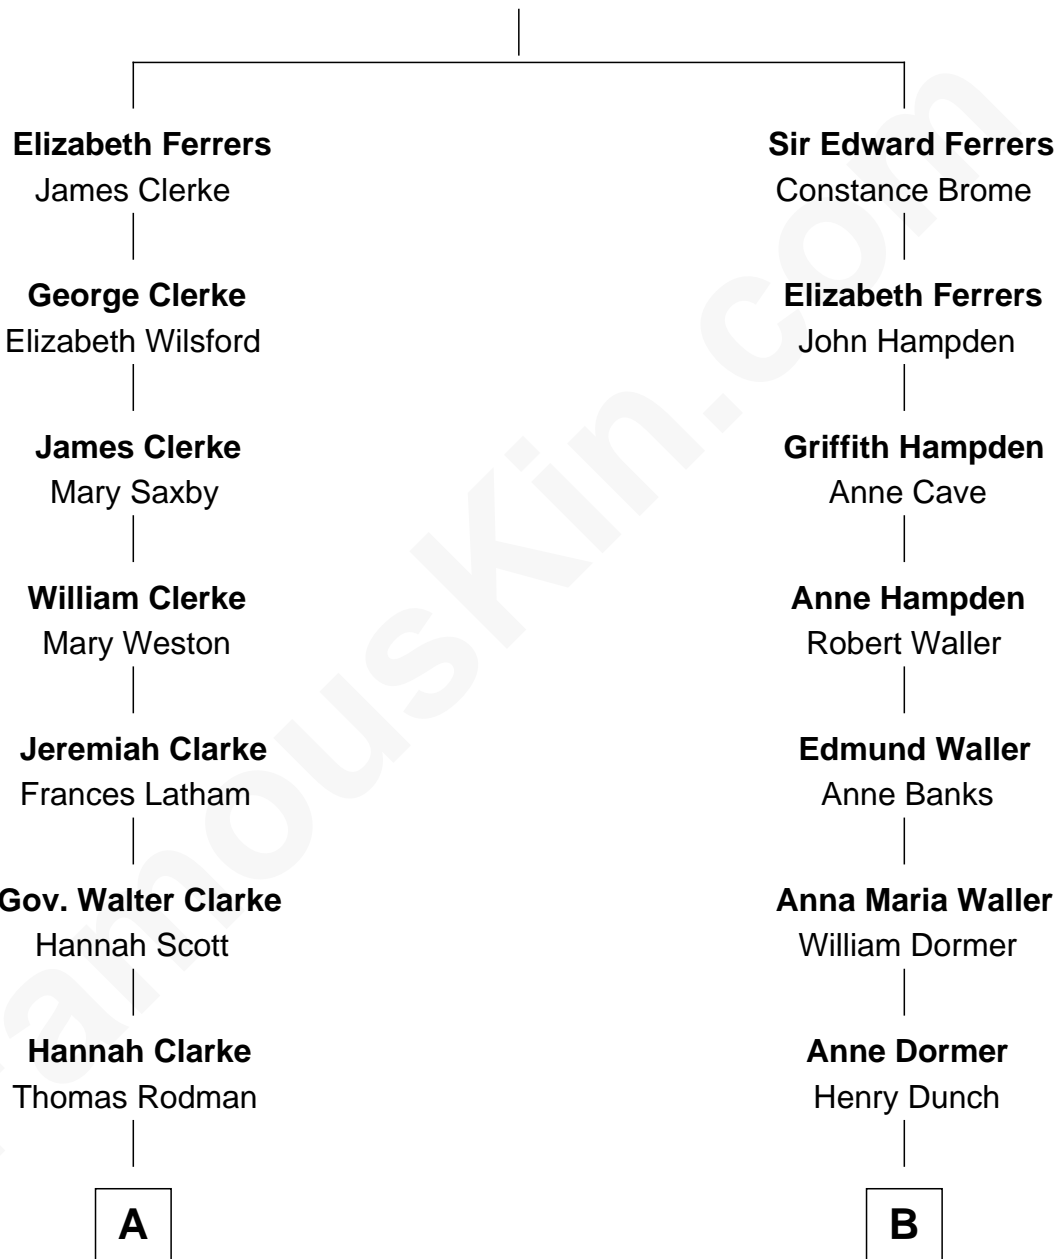 Elizabeth Ferrers
James Clerke
George Clerke
Elizabeth Wilsford
James Clerke
Mary Saxby
William Clerke
Mary Weston
Jeremiah Clarke
Frances Latham
Gov. Walter Clarke
Hannah Scott
Hannah Clarke
Thomas Rodman
A
Sir Edward Ferrers
Constance Brome
Elizabeth Ferrers
John Hampden
Griffith Hampden
Anne Cave
Anne Hampden
Robert Waller
Edmund Waller
Anne Banks
Anna Maria Waller
William Dormer
Anne Dormer
Henry Dunch
B
FamousKin.com